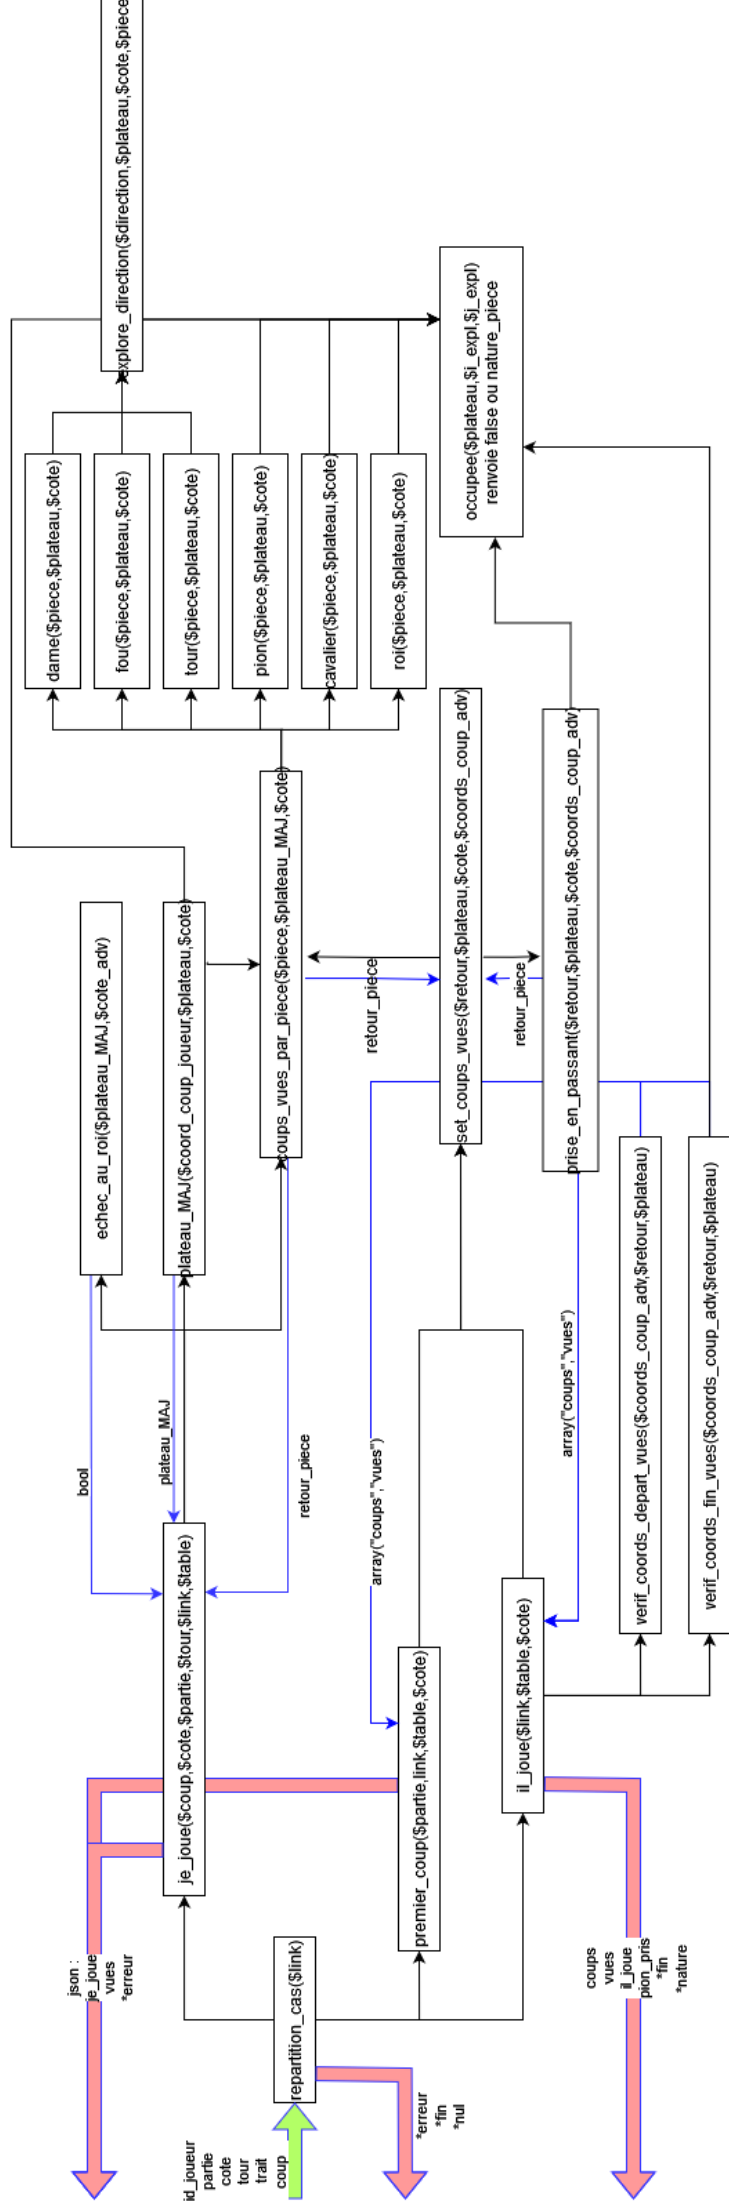 id_joueur
partie
cote
tour
trait
coup
repartition_cas($link)
*erreur
*fin
*nul
json :
je_joue
vues
*erreur
coups
vues
il_joue
pion_pris
*fin
*nature
je_joue($coup,$cote,$partie,$tour,$link,$table)
premier_coup($partie,link,$table,$cote)
il_joue($link,$table,$cote)
bool
plateau_MAJ
retour_piece
array("coups","vues")
array("coups","vues")
echec_au_roi($plateau_MAJ,$cote_adv)
plateau_MAJ($coord_coup_joueur,$plateau,$cote)
coups_vues_par_piece($piece,$plateau_MAJ,$cote)
retour_piece
set_coups_vues($retour,$plateau,$cote,$coords_coup_adv)
retour_piece
prise_en_passant($retour,$plateau,$cote,$coords_coup_adv)
verif_coords_depart_vues($coords_coup_adv,$retour,$plateau)
verif_coords_fin_vues($coords_coup_adv,$retour,$plateau)
dame($piece,$plateau,$cote)
fou($piece,$plateau,$cote)
tour($piece,$plateau,$cote)
pion($piece,$plateau,$cote)
cavalier($piece,$plateau,$cote)
roi($piece,$plateau,$cote)
explore_direction($direction,$plateau,$cote,$piece
occupee($plateau,$i_expl,$j_expl)
renvoie false ou nature_piece